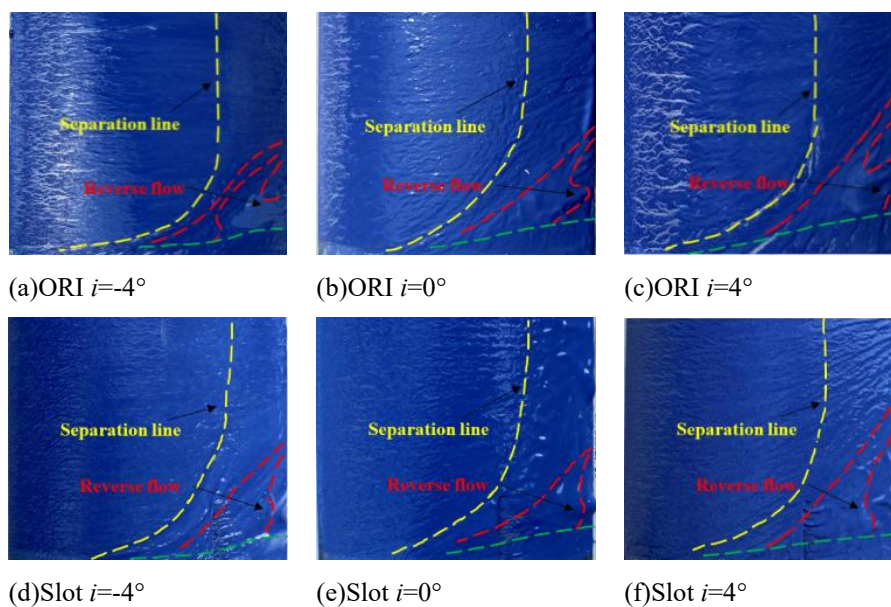 Separation line
Reverse flow
Separation line
Reverse flow
Separation line
Reverse flow
(a)ORI i=-4°
(b)ORI i=0°
(c)ORI i=4°
Separation line
Reverse flow
Separation line
Reverse flow
Separation line
Reverse flow
(d)Slot i=-4°
(e)Slot i=0°
(f)Slot i=4°